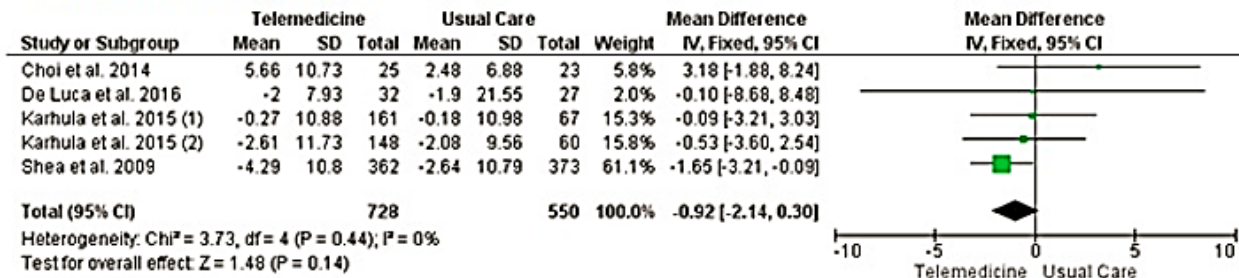 Telemedicine Usual Care Mean Difference Mean Difference
Study or Subgroup Mean SD Total Mean SD Total Weight IV, Fixed, 95% CI IV, Fixed, 95% CI
Choi et al. 2014 5.66 10.73 25 2.48 6.88 23 5.8% 3.18 [-1.88, 8.24]
De Luca et al. 2016 -2 7.93 32 -1.9 21.55 27 2.0% -0.10 [-8.68, 8.48]
Karhula et al. 2015 (1) -0.27 10.88 161 -0.18 10.98 67 15.3% -0.09 [-3.21, 3.03]
Karhula et al. 2015 (2) -2.61 11.73 148 -2.08 9.56 60 15.8% -0.53 [-3.60, 2.54]
Shea et al. 2009 -4.29 10.8 362 -2.64 10.79 373 61.1% -1.65 [-3.21, -0.09]
Total (95% CI) 728 550 100.0% -0.92 [-2.14, 0.30]
Heterogeneity: Chi² = 3.73, df = 4 (P = 0.44); I² = 0%
Test for overall effect: Z = 1.48 (P = 0.14)
-10 -5 0 5 10
Telemedicine Usual Care